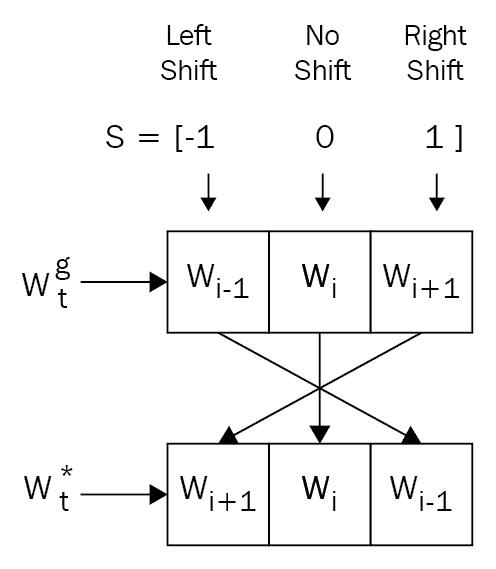 Left No Right
Shift Shift Shift
S = [-1 0 1 ]
W_t^g W_{i-1} W_i W_{i+1}
W_t^* W_{i+1} W_i W_{i-1}